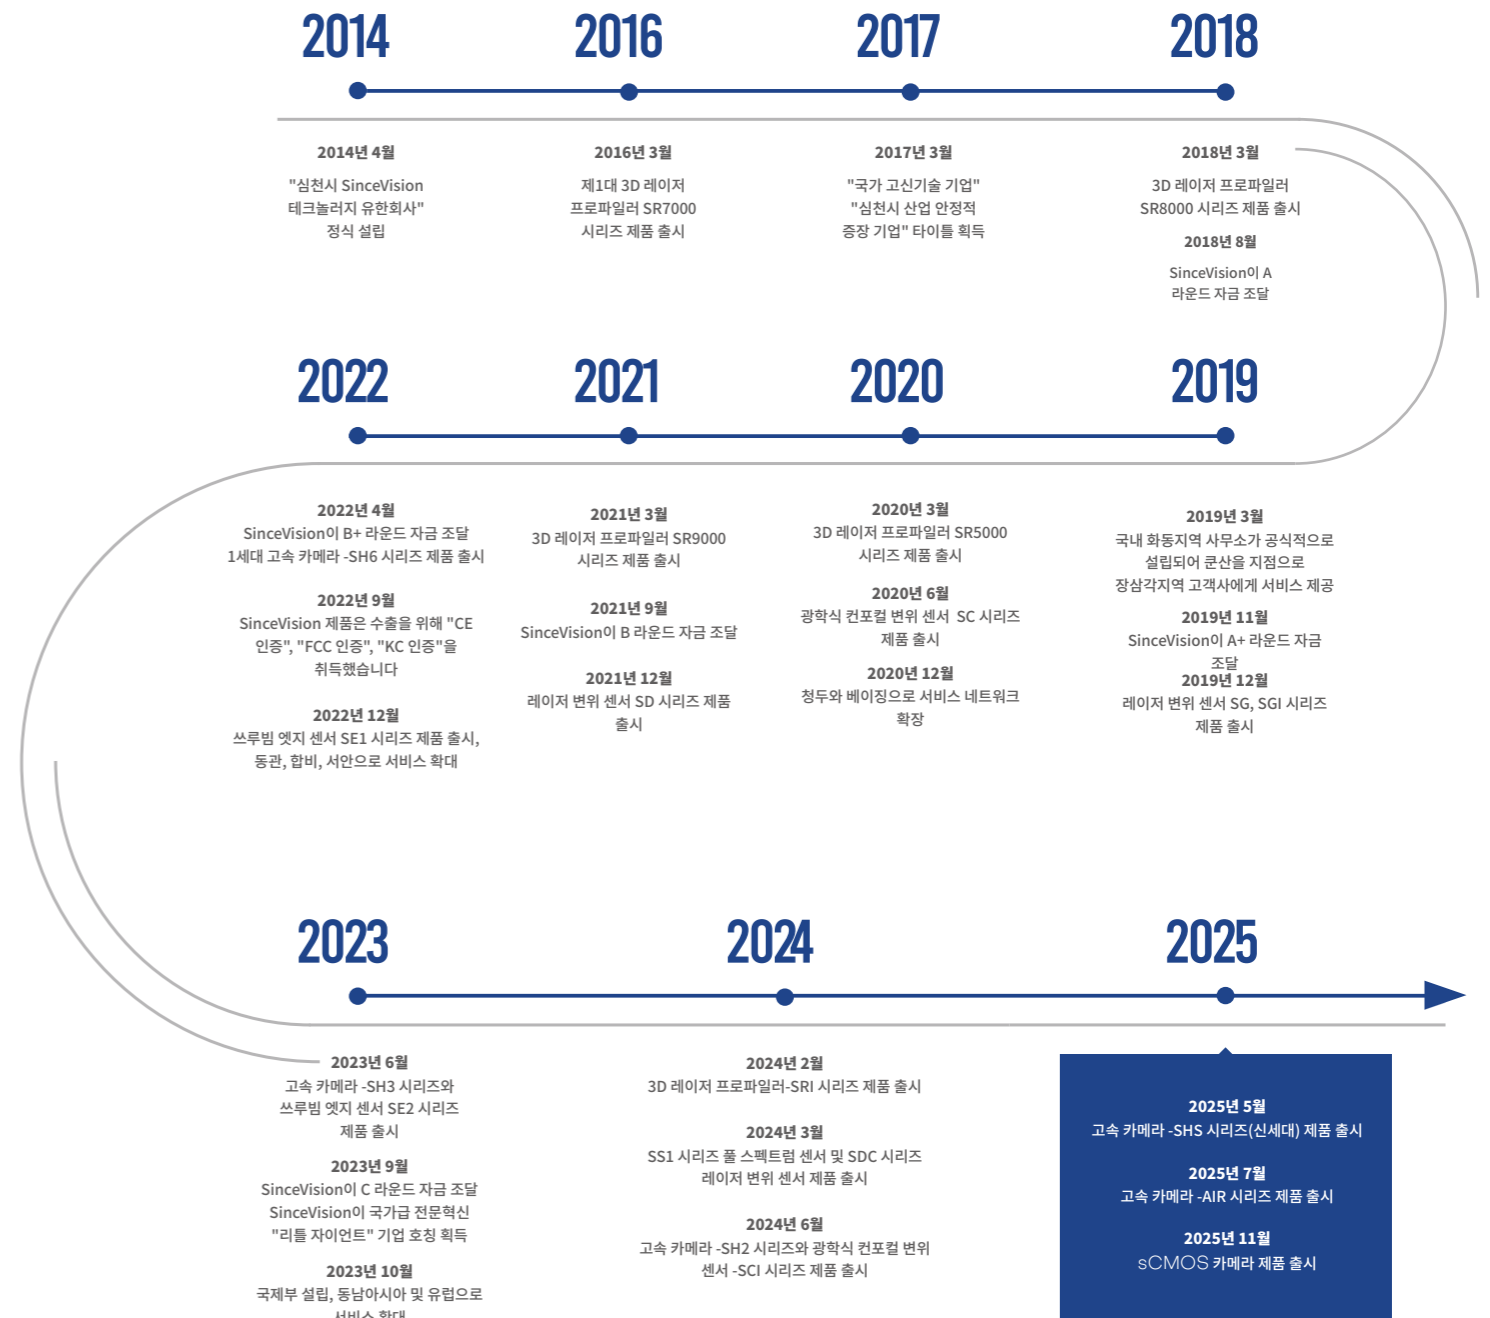 2014
2014년 4월
"심천시 SinceVision
테크놀러지 유한회사"
정식 설립
2016
2016년 3월
제1대 3D 레이저
프로파일러 SR7000
시리즈 제품 출시
2017
2017년 3월
"국가 고신기술 기업"
"심천시 산업 안정적
증장 기업" 타이틀 획득
2018
2018년 3월
3D 레이저 프로파일러
SR8000 시리즈 제품 출시
2018년 8월
SinceVision이 A
라운드 자금 조달
2019
2019년 3월
국내 화동지역 사무소가 공식적으로
설립되어 쿤산을 지점으로
장삼각지역 고객사에게 서비스 제공
2019년 11월
SinceVision이 A+ 라운드 자금
조달
2019년 12월
레이저 변위 센서 SG, SGI 시리즈
제품 출시
2020
2020년 3월
3D 레이저 프로파일러 SR5000
시리즈 제품 출시
2020년 6월
광학식 컨포컬 변위 센서 SC 시리즈
제품 출시
2020년 12월
청두와 베이징으로 서비스 네트워크
확장
2021
2021년 3월
3D 레이저 프로파일러 SR9000
시리즈 제품 출시
2021년 9월
SinceVision이 B 라운드 자금 조달
2021년 12월
레이저 변위 센서 SD 시리즈 제품
출시
2022
2022년 4월
SinceVision이 B+ 라운드 자금 조달
1세대 고속 카메라 -SH6 시리즈 제품 출시
2022년 9월
SinceVision 제품은 수출을 위해 "CE
인증", "FCC 인증", "KC 인증"을
취득했습니다
2022년 12월
쓰루빔 엣지 센서 SE1 시리즈 제품 출시,
동관, 합비, 서안으로 서비스 확대
2023
2023년 6월
고속 카메라 -SH3 시리즈와
쓰루빔 엣지 센서 SE2 시리즈
제품 출시
2023년 9월
SinceVision이 C 라운드 자금 조달
SinceVision이 국가급 전문혁신
"리틀 자이언트" 기업 호칭 획득
2023년 10월
국제부 설립, 동남아시아 및 유럽으로
서비스 확대
2024
2024년 2월
3D 레이저 프로파일러-SRI 시리즈 제품 출시
2024년 3월
SS1 시리즈 풀 스펙트럼 센서 및 SDC 시리즈
레이저 변위 센서 제품 출시
2024년 6월
고속 카메라 -SH2 시리즈와 광학식 컨포컬 변위
센서 -SCI 시리즈 제품 출시
2025
2025년 5월
고속 카메라 -SHS 시리즈(신세대) 제품 출시
2025년 7월
고속 카메라 -AIR 시리즈 제품 출시
2025년 11월
sCMOS 카메라 제품 출시